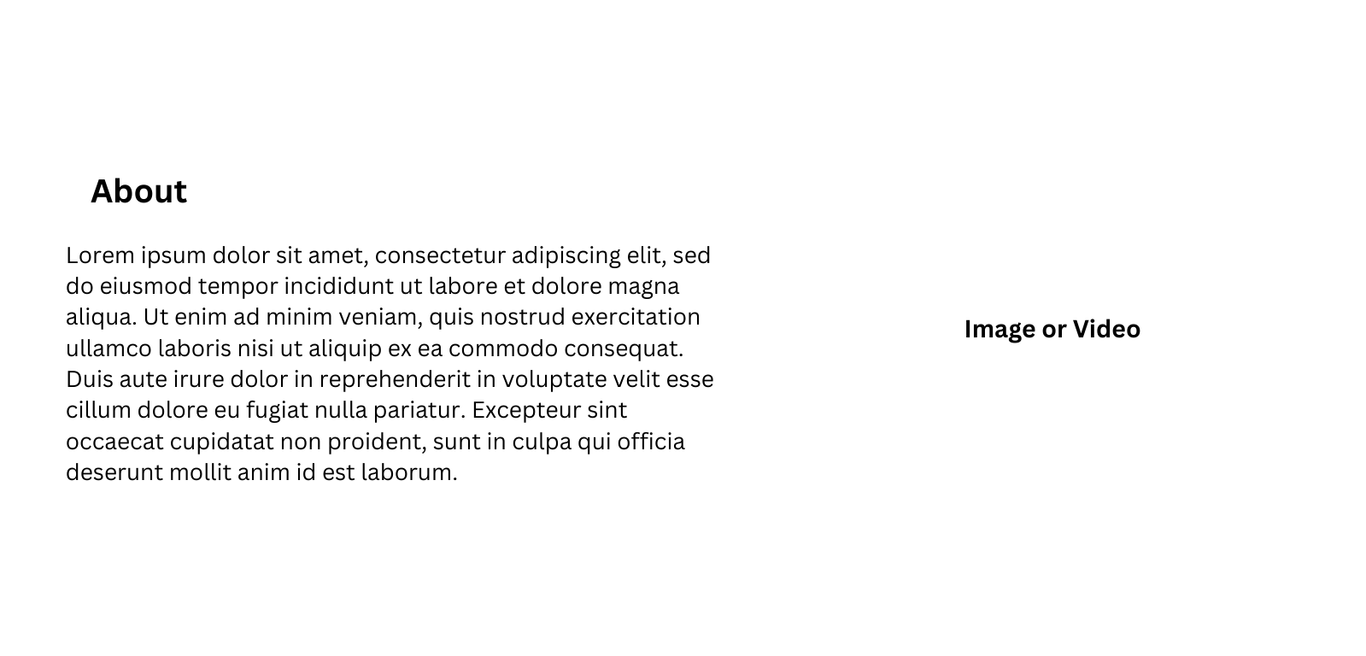 About
Lorem ipsum dolor sit amet, consectetur adipiscing elit, sed
do eiusmod tempor incididunt ut labore et dolore magna
aliqua. Ut enim ad minim veniam, quis nostrud exercitation
ullamco laboris nisi ut aliquip ex ea commodo consequat.
Duis aute irure dolor in reprehenderit in voluptate velit esse
cillum dolore eu fugiat nulla pariatur. Excepteur sint
occaecat cupidatat non proident, sunt in culpa qui officia
deserunt mollit anim id est laborum.
Image or Video